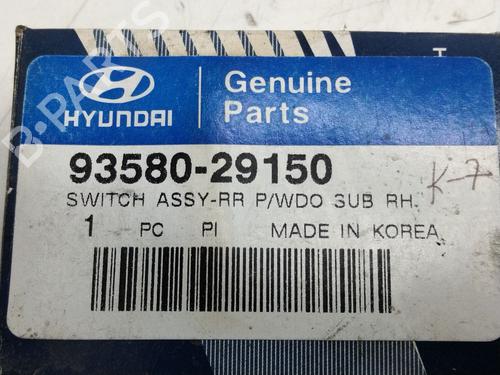 HYUNDAI
Genuine
Parts
93580-29150
SWITCH ASSY-RR P/WDO SUB RH.
K-7
1 PC PI MADE IN KOREA
B-PARTS